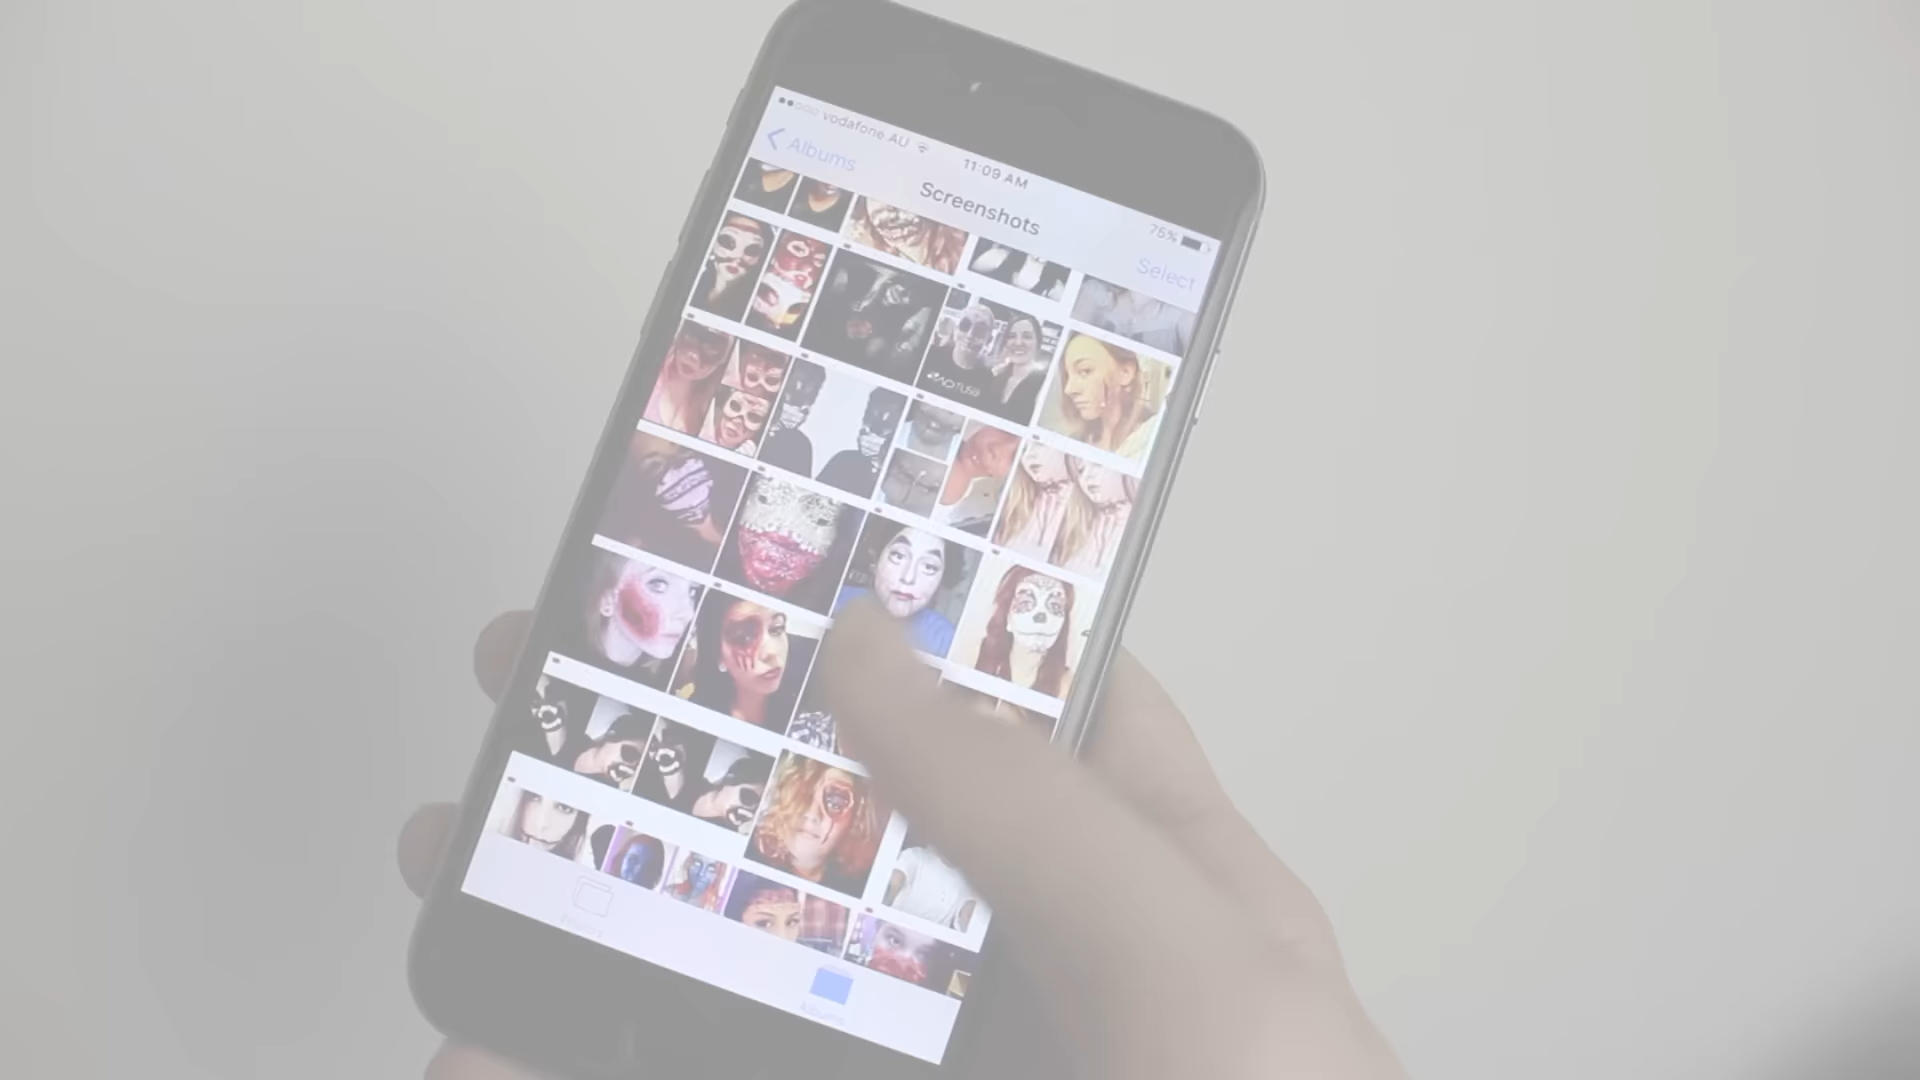 vodafone AU
11:09 AM
75%
Albums
Screenshots
Select
Albums